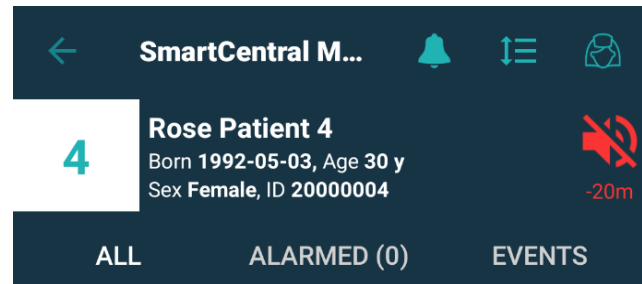 SmartCentral M...
4
Rose Patient 4
Born 1992-05-03, Age 30 y
Sex Female, ID 20000004
-20m
ALL ALARMED (0) EVENTS